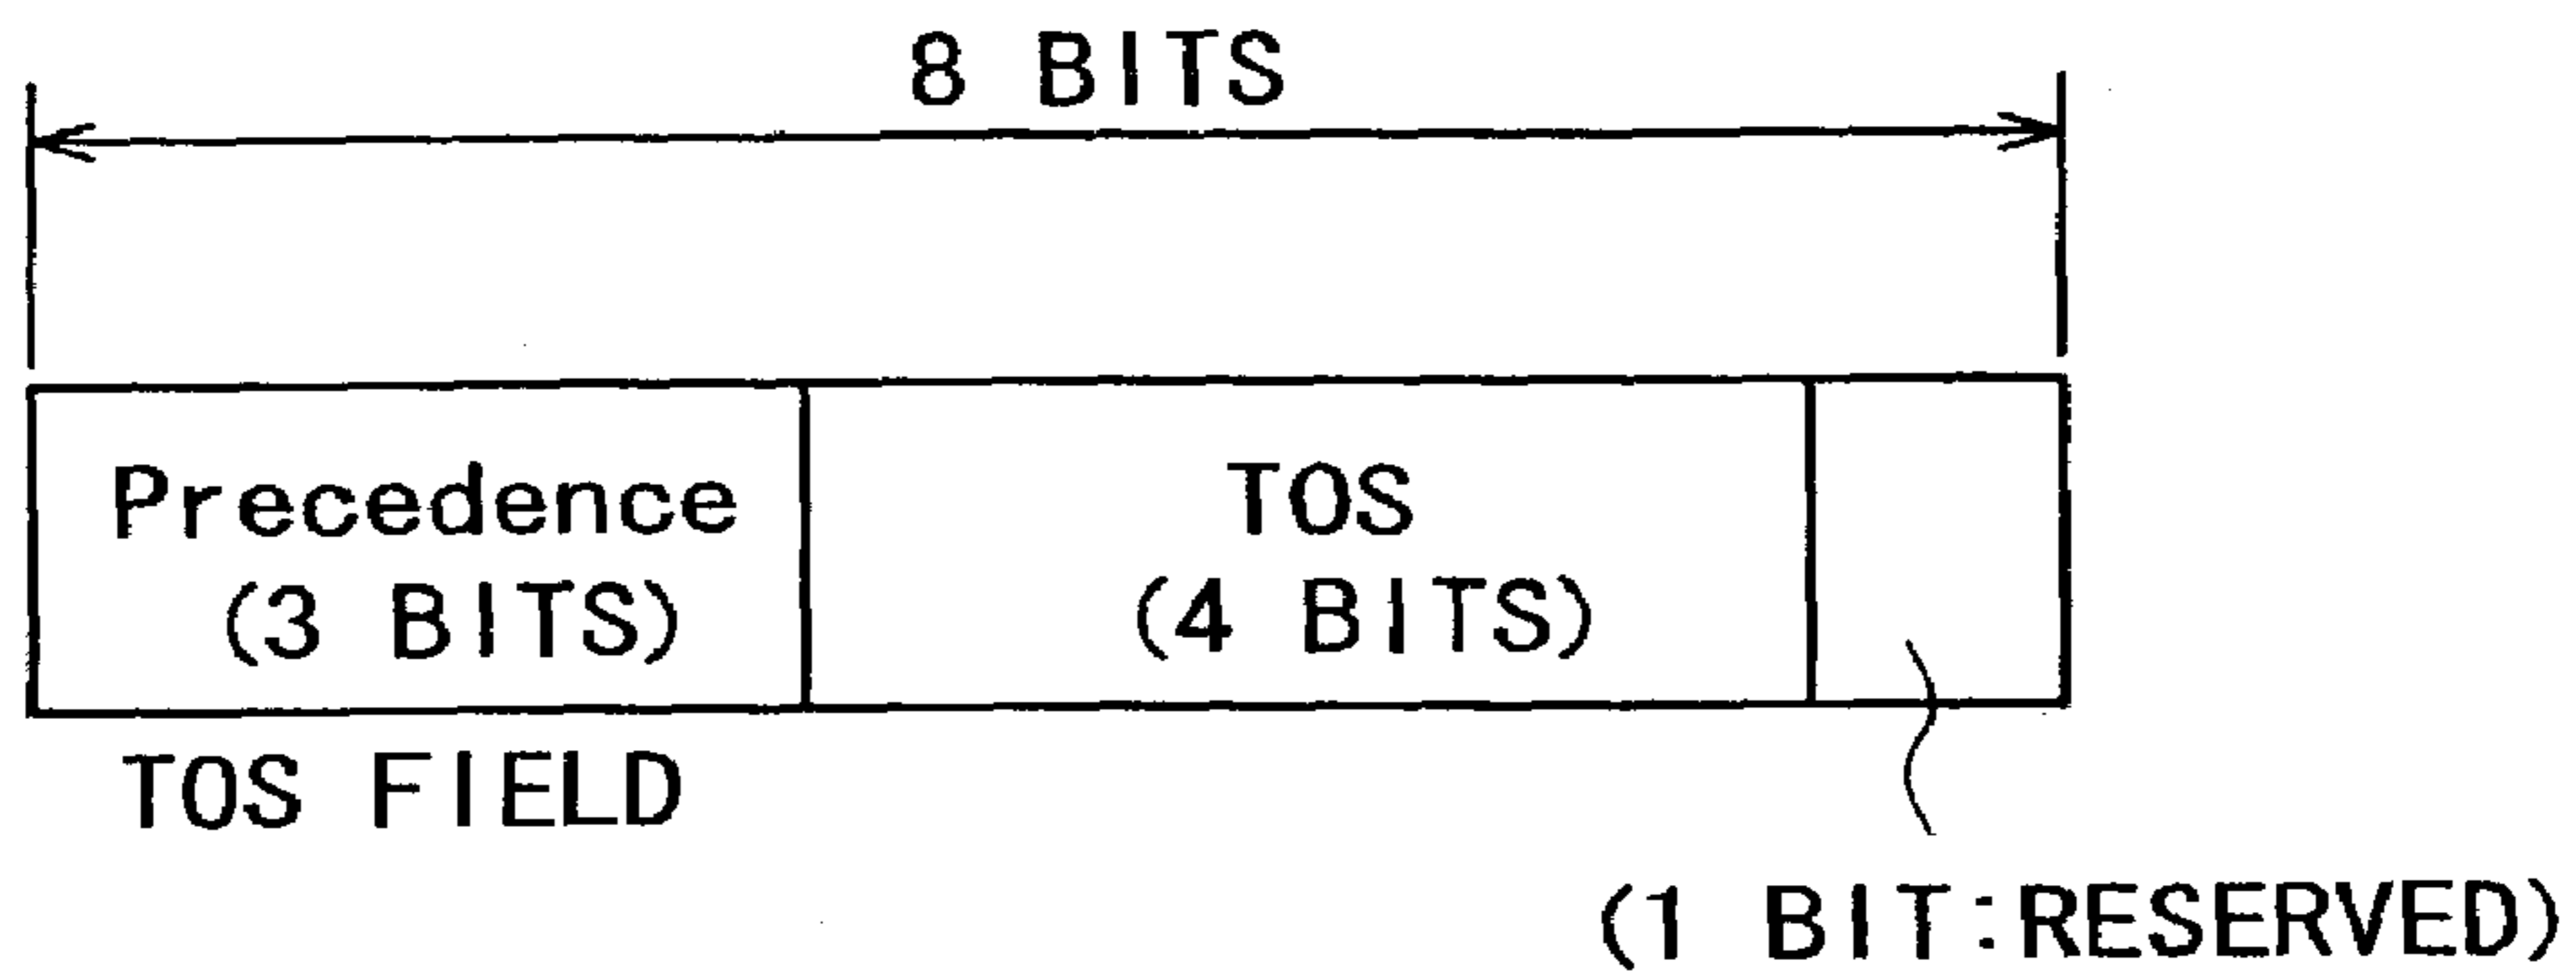 8 BITS
Precedence
(3 BITS)
TOS
(4 BITS)
TOS FIELD
(1 BIT:RESERVED)